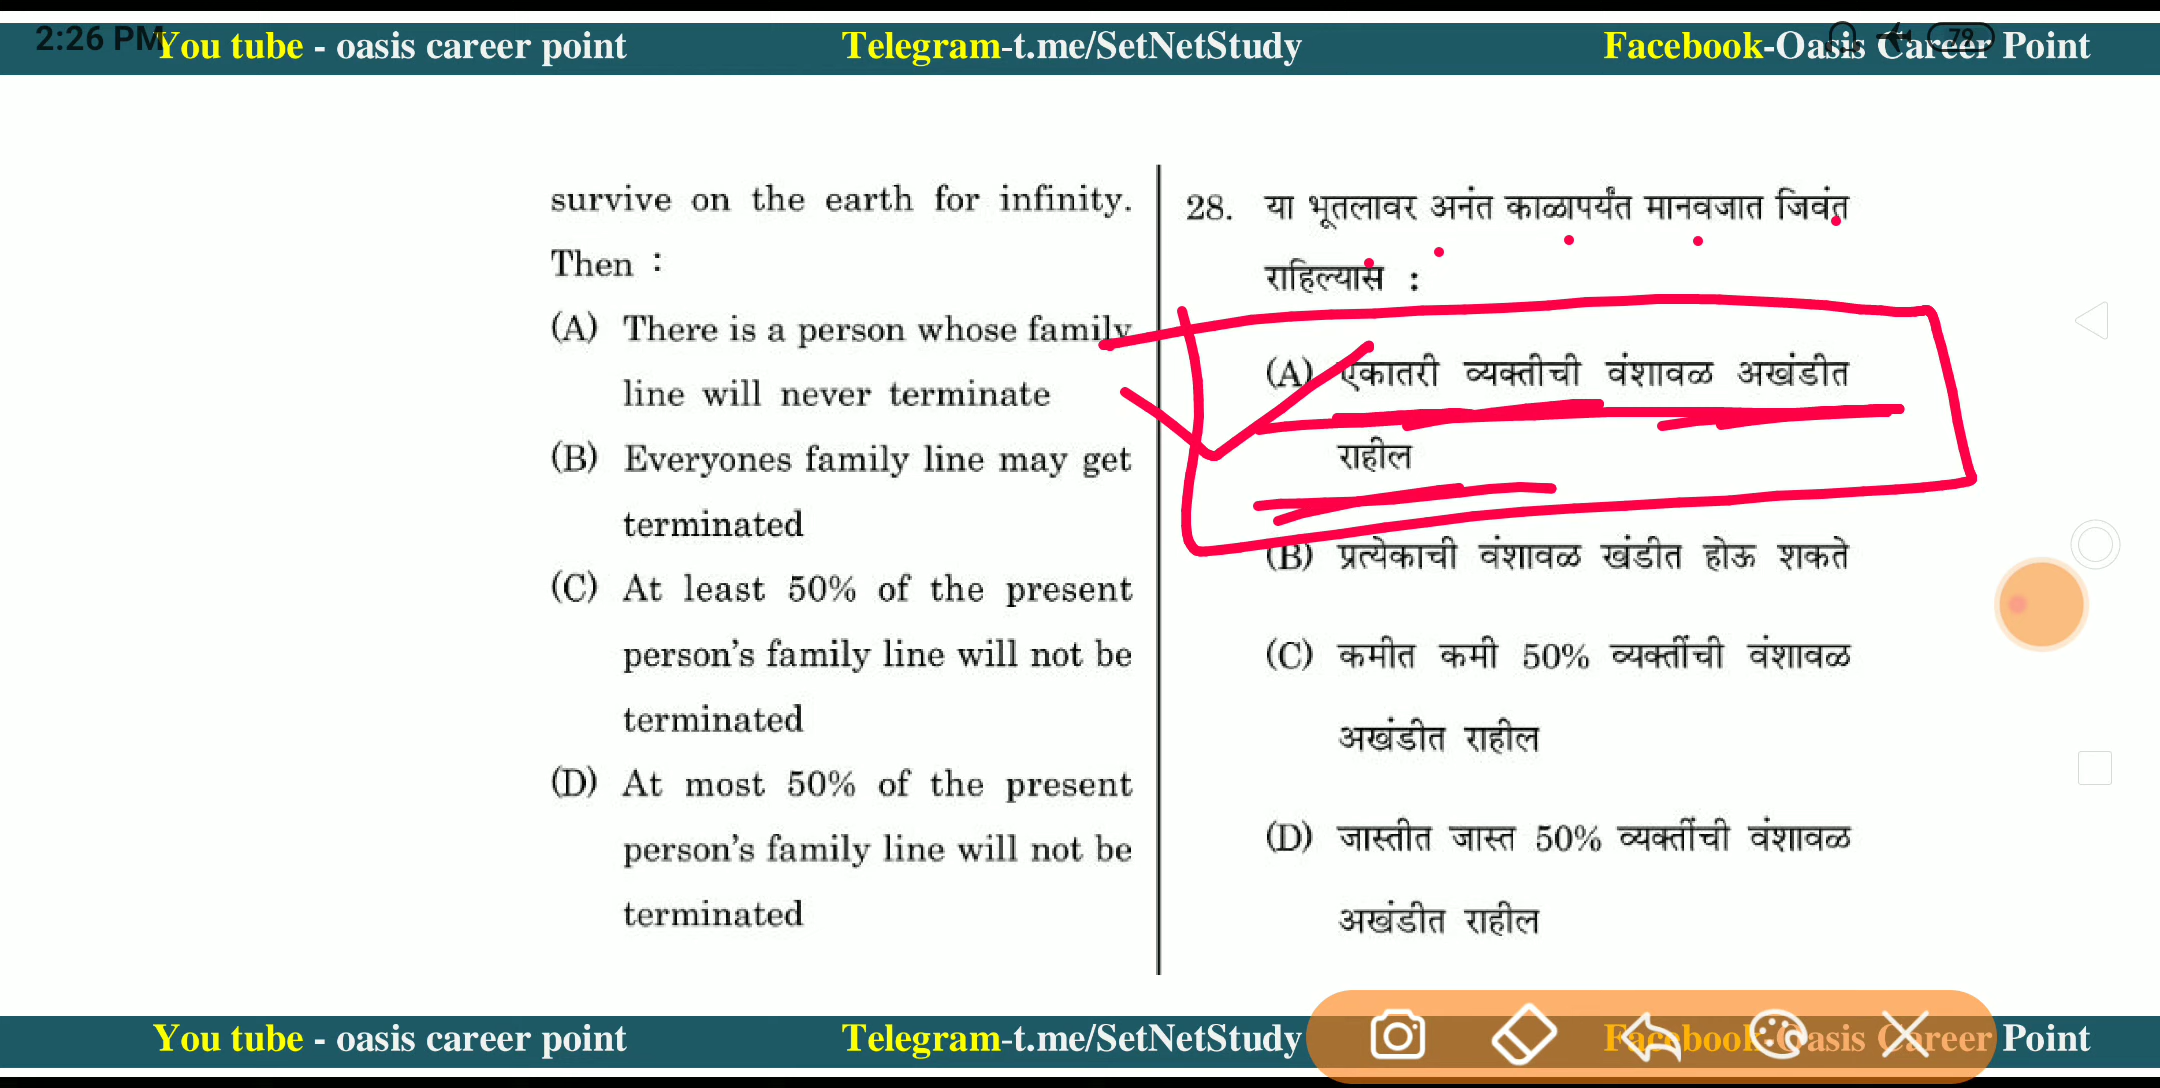 2:26 PM
You tube - oasis career point
Telegram-t.me/SetNetStudy
Facebook-Oasis Career Point
79
survive on the earth for infinity.
Then :
(A) There is a person whose family
line will never terminate
(B) Everyones family line may get
terminated
(C) At least 50% of the present
person's family line will not be
terminated
(D) At most 50% of the present
person's family line will not be
terminated
28. या भूतलावर अनंत काळापर्यंत मानवजात जिवंत
राहिल्यास :
(A) एकातरी व्यक्तीची वंशावळ अखंडीत
राहील
(B) प्रत्येकाची वंशावळ खंडीत होऊ शकते
(C) कमीत कमी 50% व्यक्तींची वंशावळ
अखंडीत राहील
(D) जास्तीत जास्त 50% व्यक्तींची वंशावळ
अखंडीत राहील
You tube - oasis career point
Telegram-t.me/SetNetStudy
Facebook-Oasis Career Point